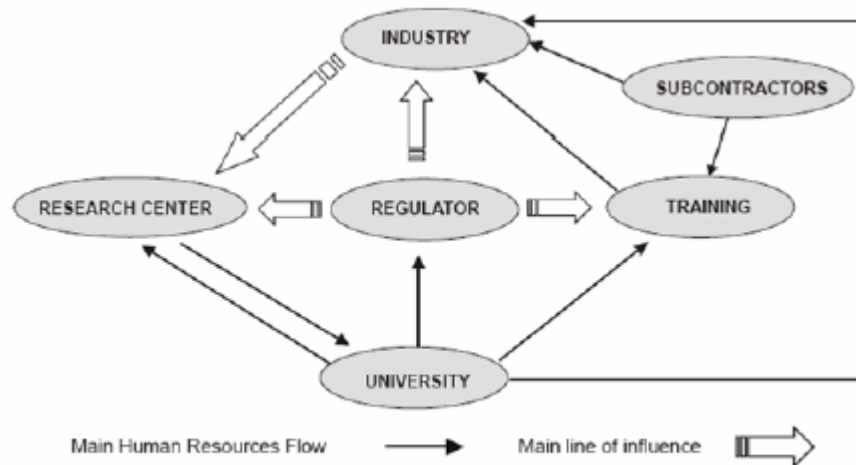 INDUSTRY
SUBCONTRACTORS
RESEARCH CENTER
REGULATOR
TRAINING
UNIVERSITY
Main Human Resources Flow
Main line of influence